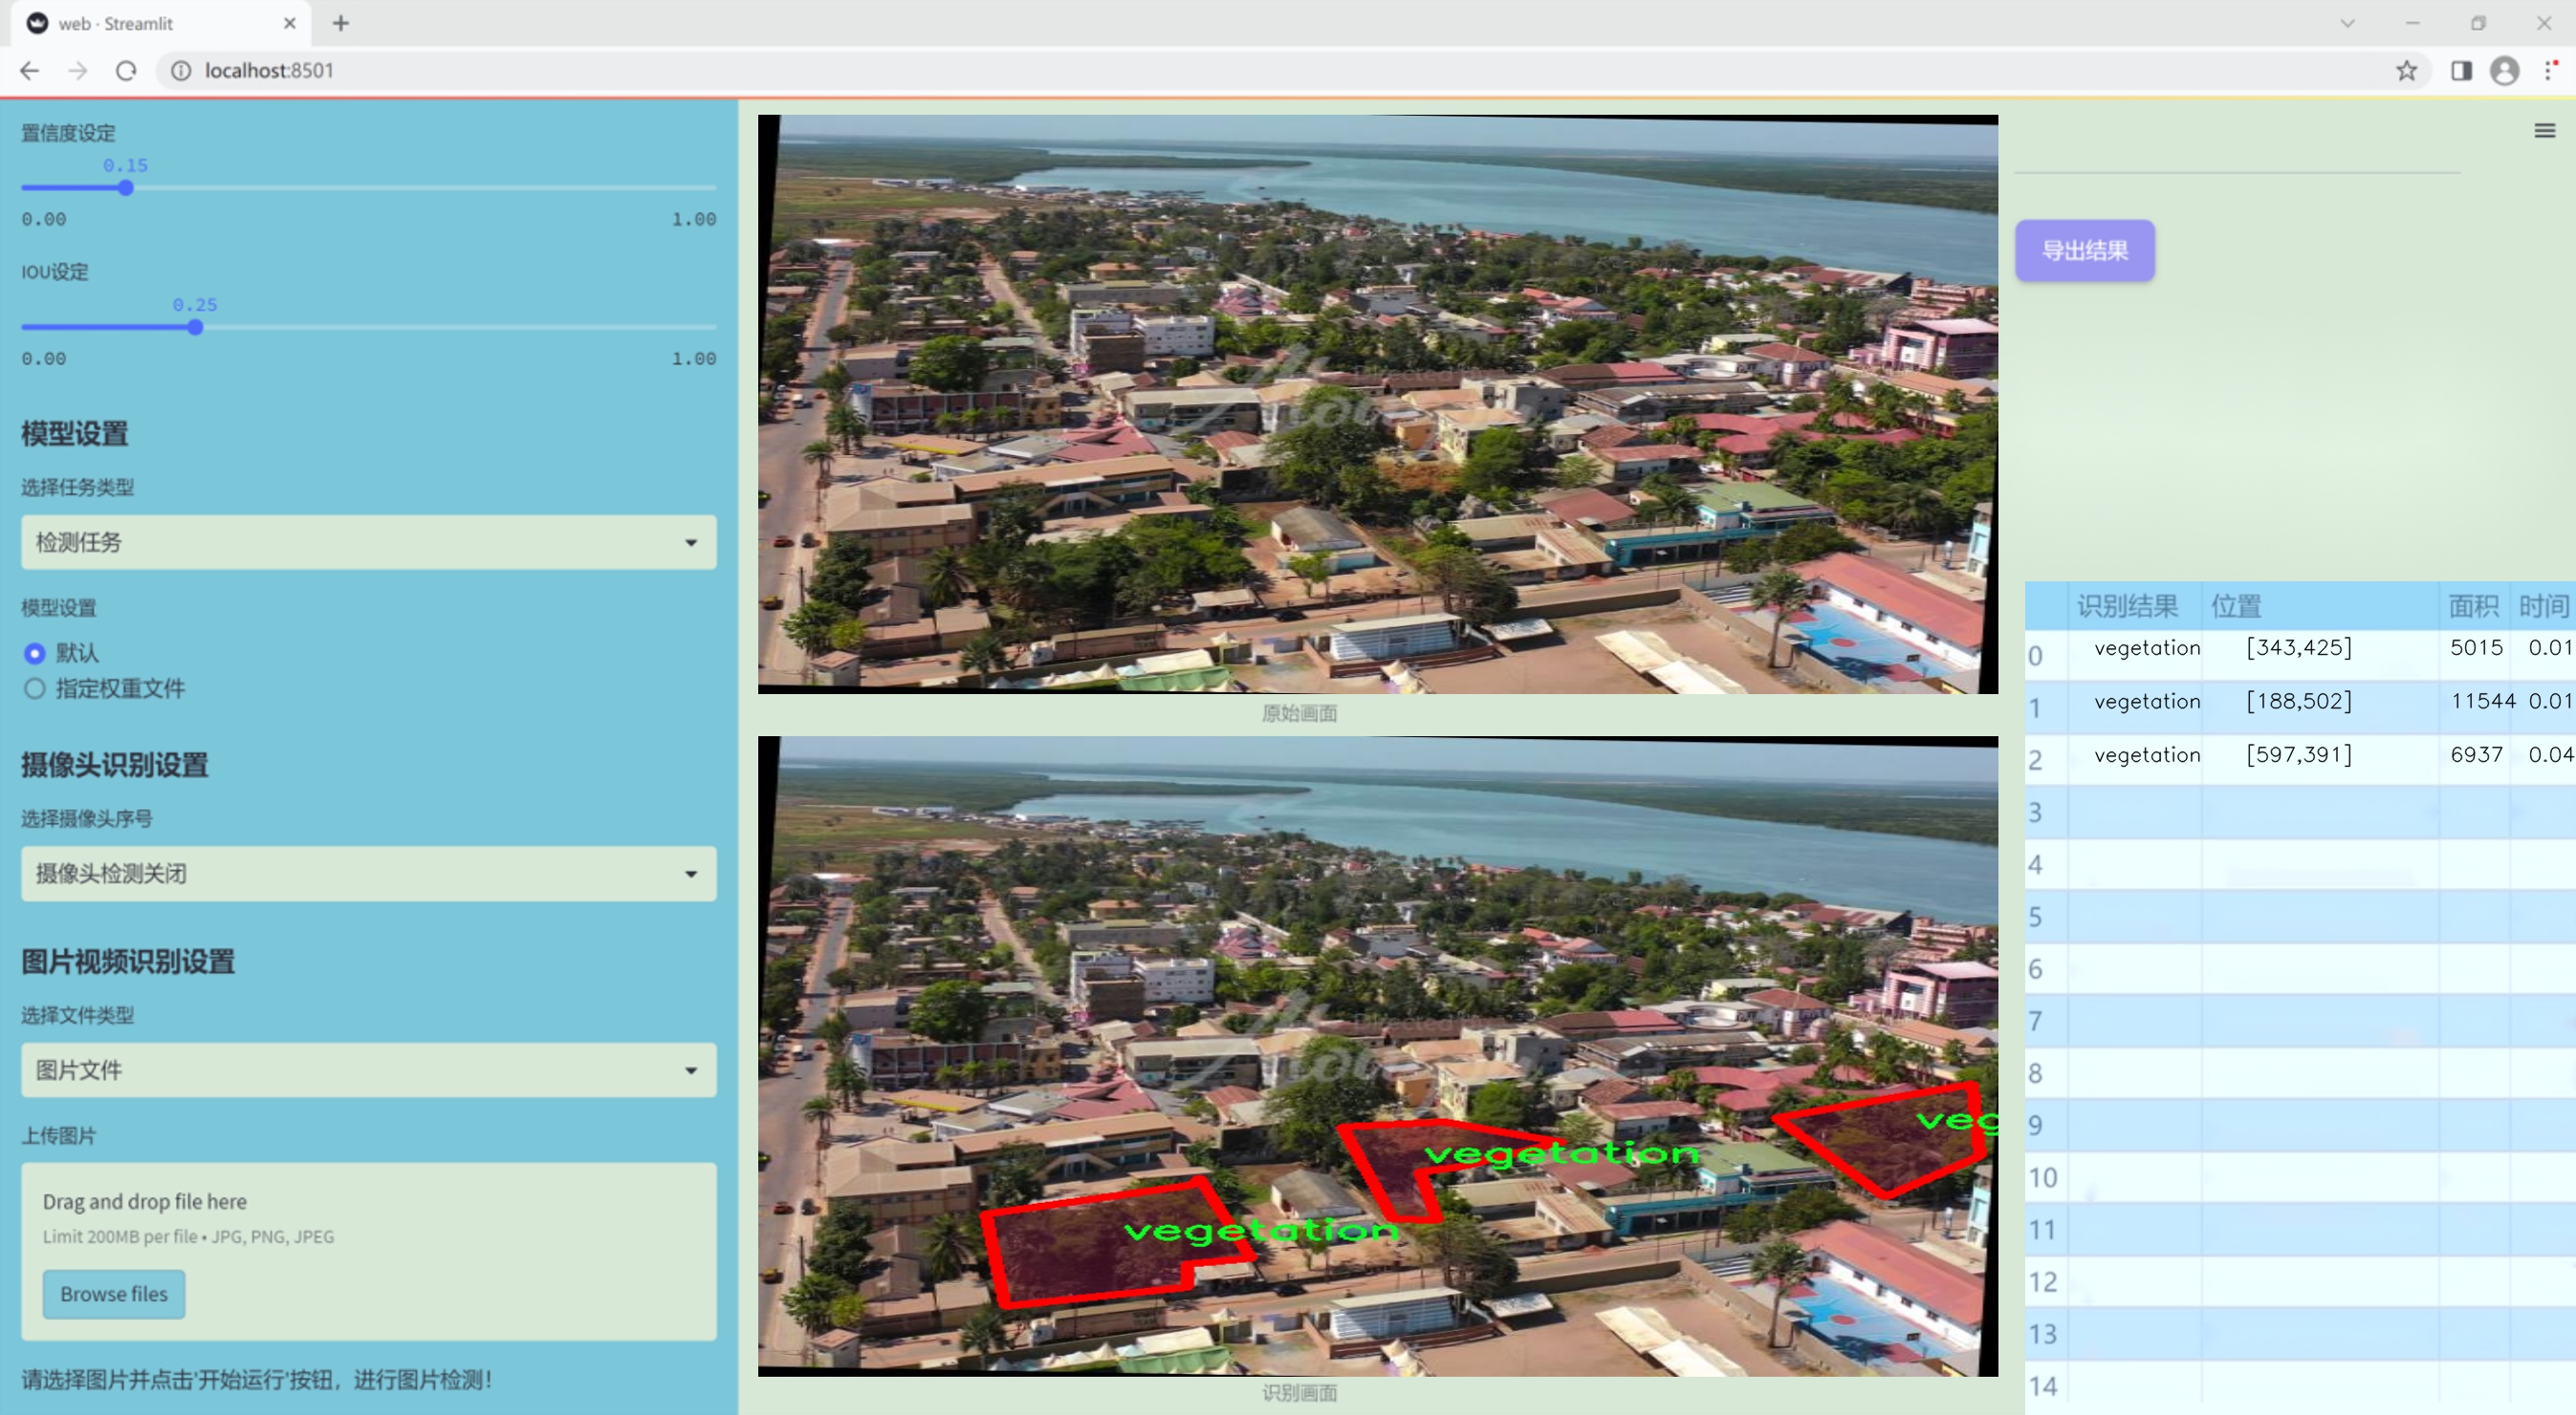 web · Streamlit
localhost:8501
置信度设定
0.15
0.00 1.00
IOU设定
0.25
0.00 1.00
模型设置
选择任务类型
检测任务
模型设置
默认
指定权重文件
摄像头识别设置
选择摄像头序号
摄像头检测关闭
图片视频识别设置
选择文件类型
图片文件
上传图片
Drag and drop file here
Limit 200MB per file • JPG, PNG, JPEG
Browse files
请选择图片并点击'开始运行'按钮，进行图片检测！
原始画面
vegetation
vegetation
veg
识别画面
导出结果
识别结果 位置 面积 时间
0 vegetation [343,425] 5015 0.01
1 vegetation [188,502] 11544 0.01
2 vegetation [597,391] 6937 0.04
3
4
5
6
7
8
9
10
11
12
13
14